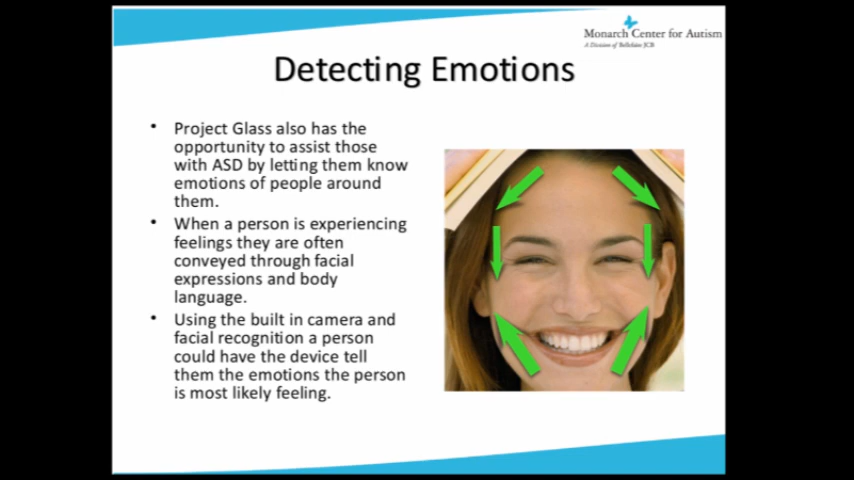 Monarch Center for Autism
A Division of Bellefaire JCB
Detecting Emotions
• Project Glass also has the
opportunity to assist those
with ASD by letting them know
emotions of people around
them.
• When a person is experiencing
feelings they are often
conveyed through facial
expressions and body
language.
• Using the built in camera and
facial recognition a person
could have the device tell
them the emotions the person
is most likely feeling.